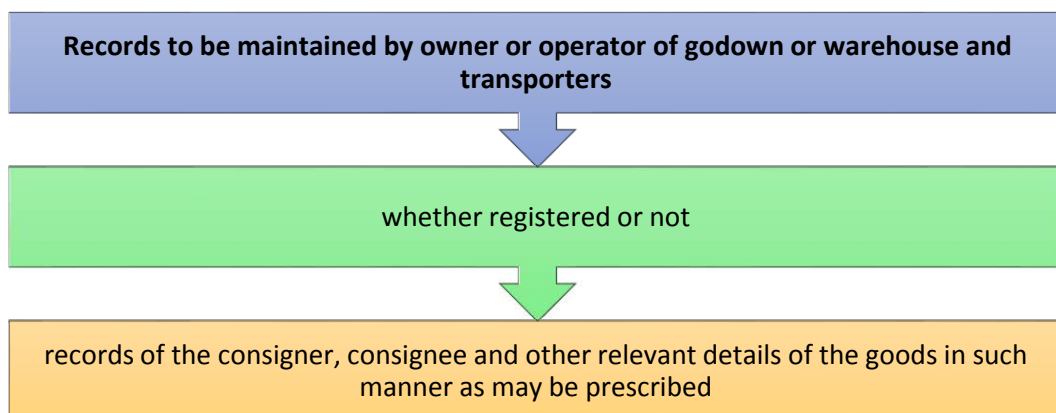 Records to be maintained by owner or operator of godown or warehouse and
transporters
whether registered or not
records of the consigner, consignee and other relevant details of the goods in such
manner as may be prescribed